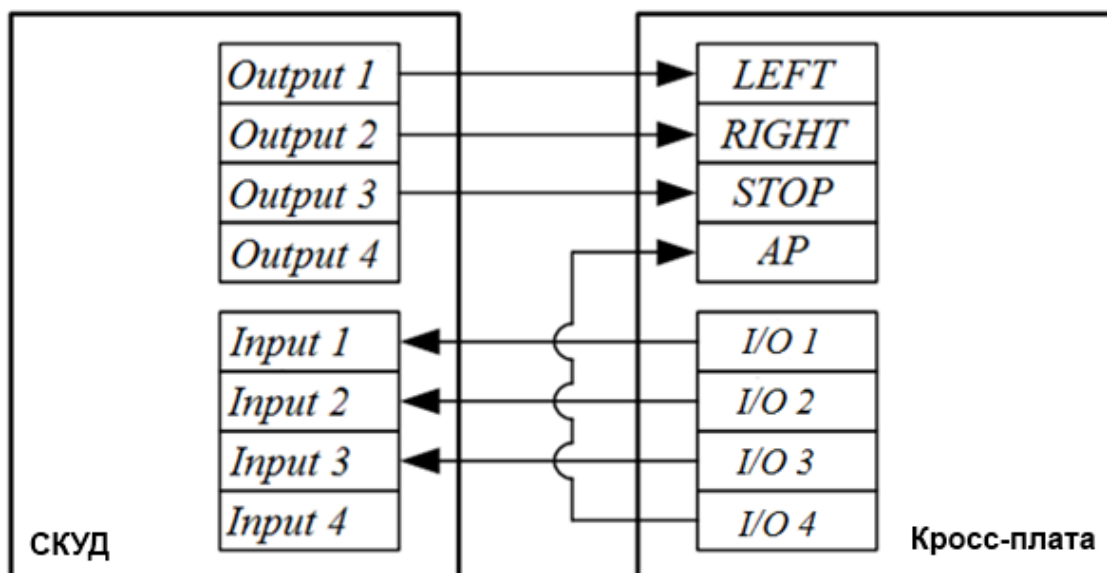 Output 1
Output 2
Output 3
Output 4
Input 1
Input 2
Input 3
Input 4
СКУД
LEFT
RIGHT
STOP
AP
I/O 1
I/O 2
I/O 3
I/O 4
Кросс-плата